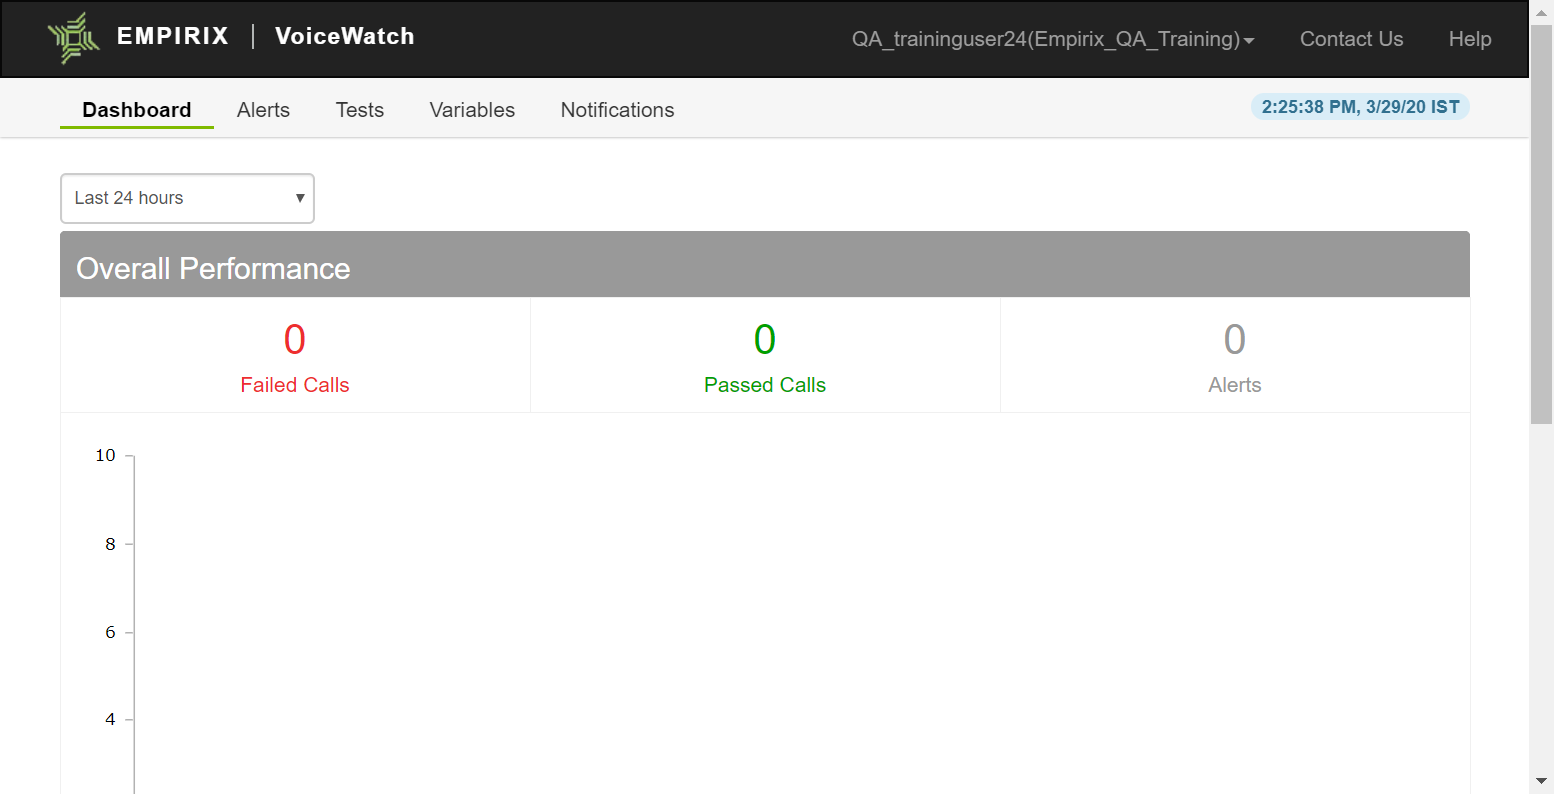 EMPIRIX | VoiceWatch
QA_traininguser24(Empirix_QA_Training)
Contact Us
Help
Dashboard
Alerts
Tests
Variables
Notifications
2:25:38 PM, 3/29/20 IST
Last 24 hours
Overall Performance
0
Failed Calls
0
Passed Calls
0
Alerts
10
8
6
4